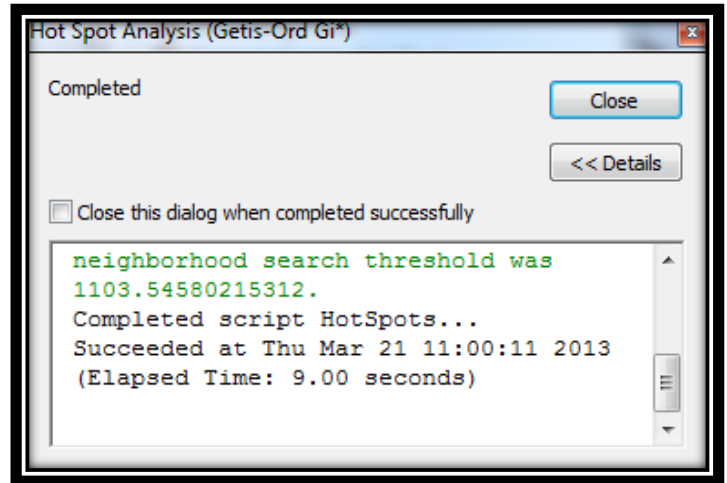 Hot Spot Analysis (Getis-Ord Gi*)
Completed
Close
<< Details
Close this dialog when completed successfully
neighborhood search threshold was
1103.54580215312.
Completed script HotSpots...
Succeeded at Thu Mar 21 11:00:11 2013
(Elapsed Time: 9.00 seconds)